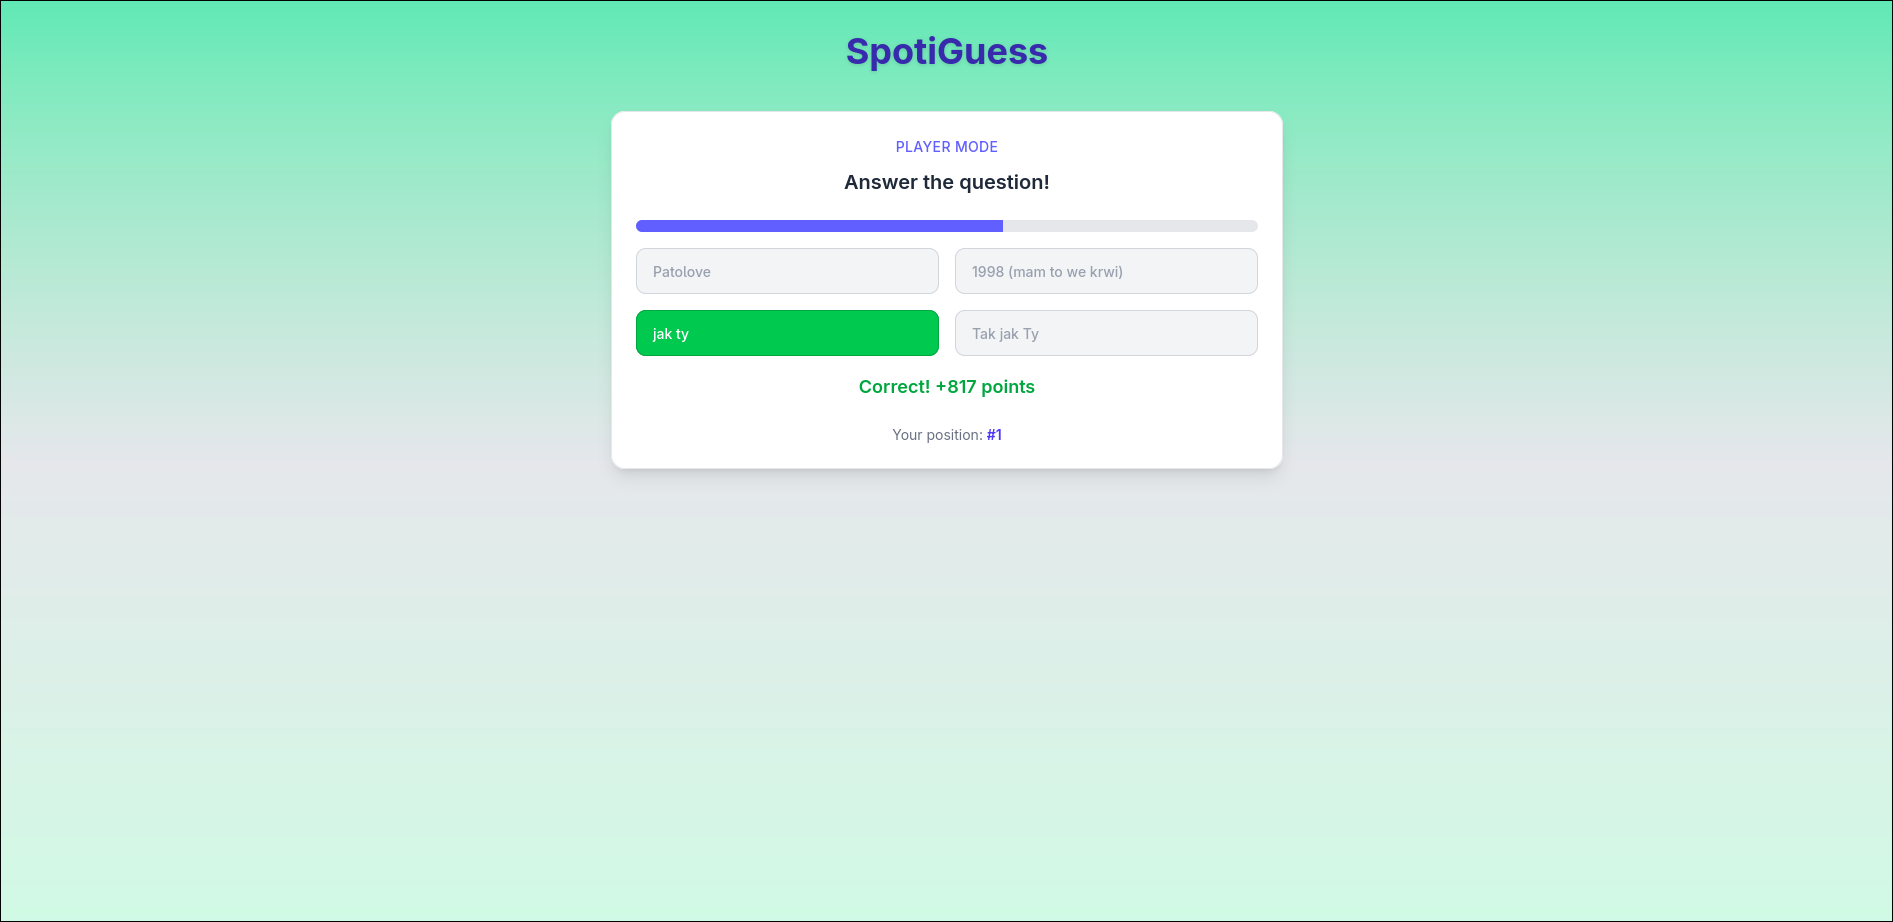 SpotiGuess
PLAYER MODE
Answer the question!
Patolove
1998 (mam to we krwi)
jak ty
Tak jak Ty
Correct! +817 points
Your position: #1